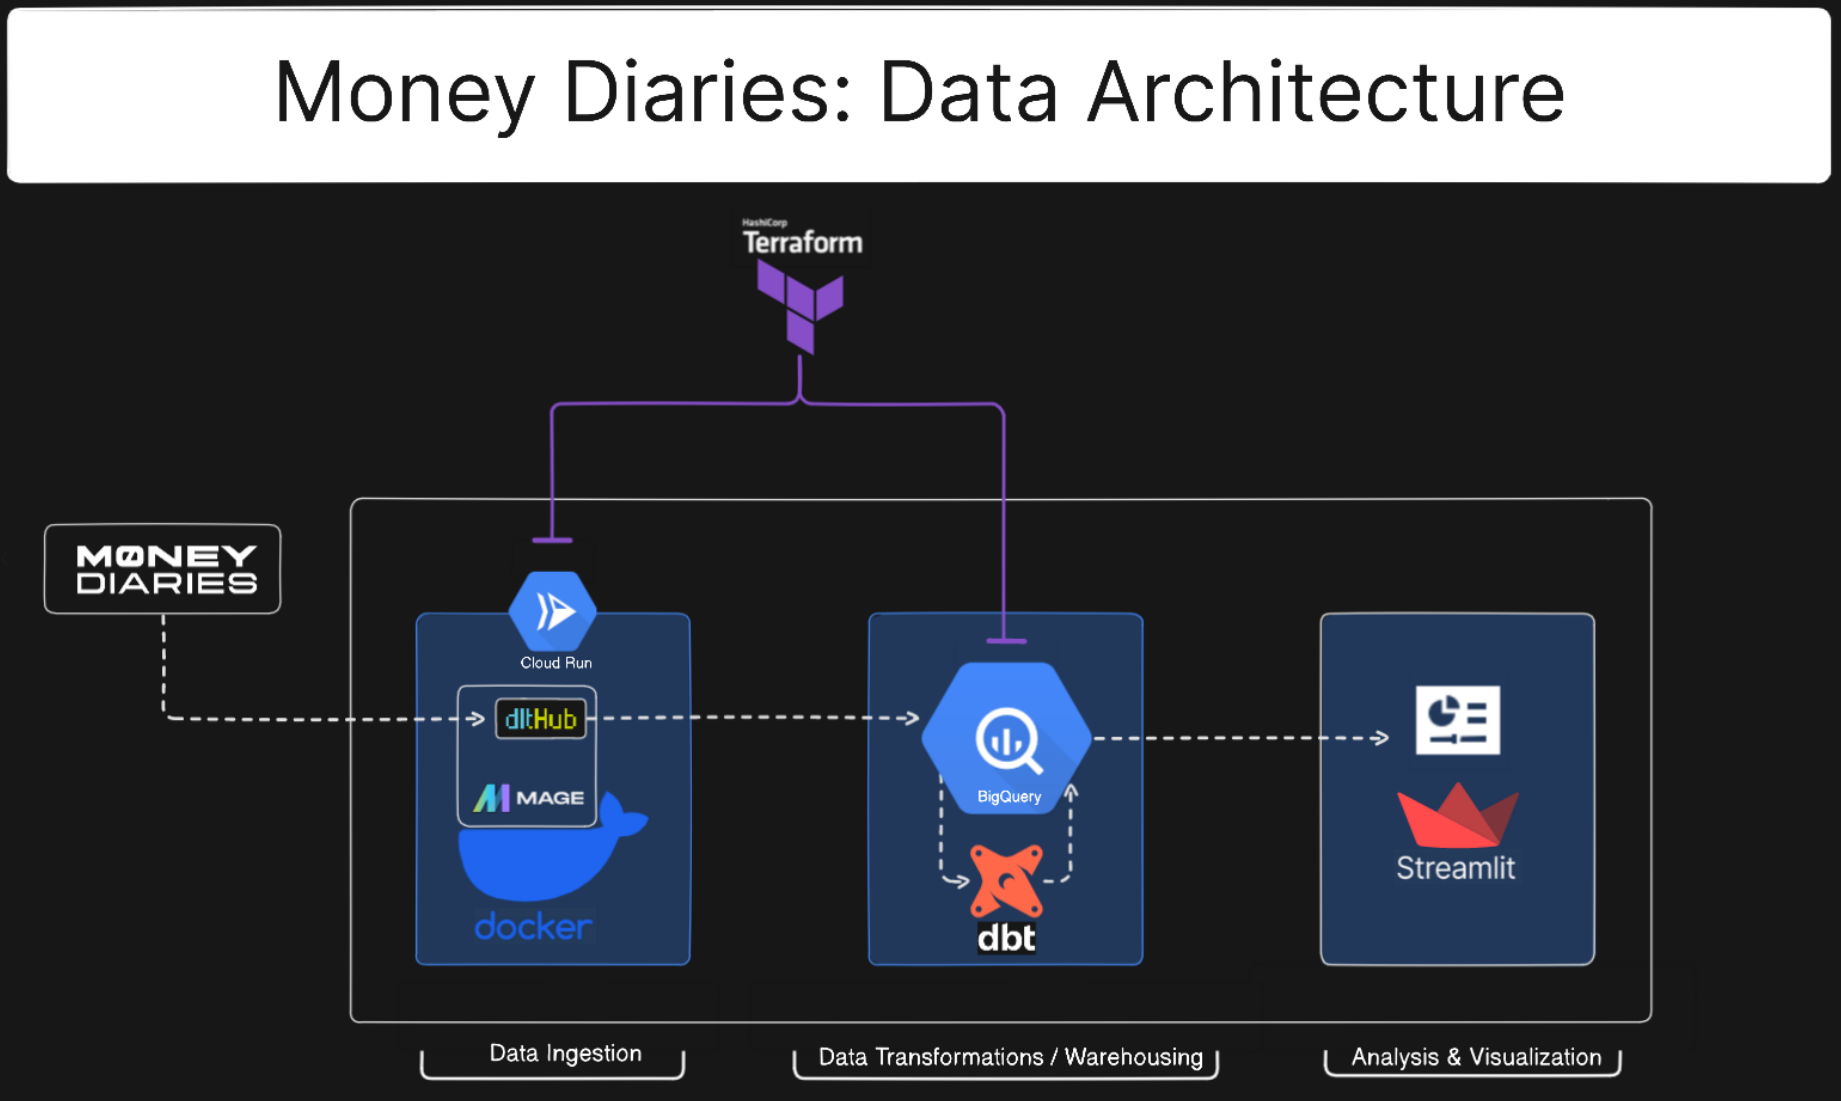 Money Diaries: Data Architecture
HashiCorp
Terraform
MONEY
DIARIES
Cloud Run
dltHub
MAGE
docker
BigQuery
dbt
Streamlit
Data Ingestion
Data Transformations / Warehousing
Analysis & Visualization